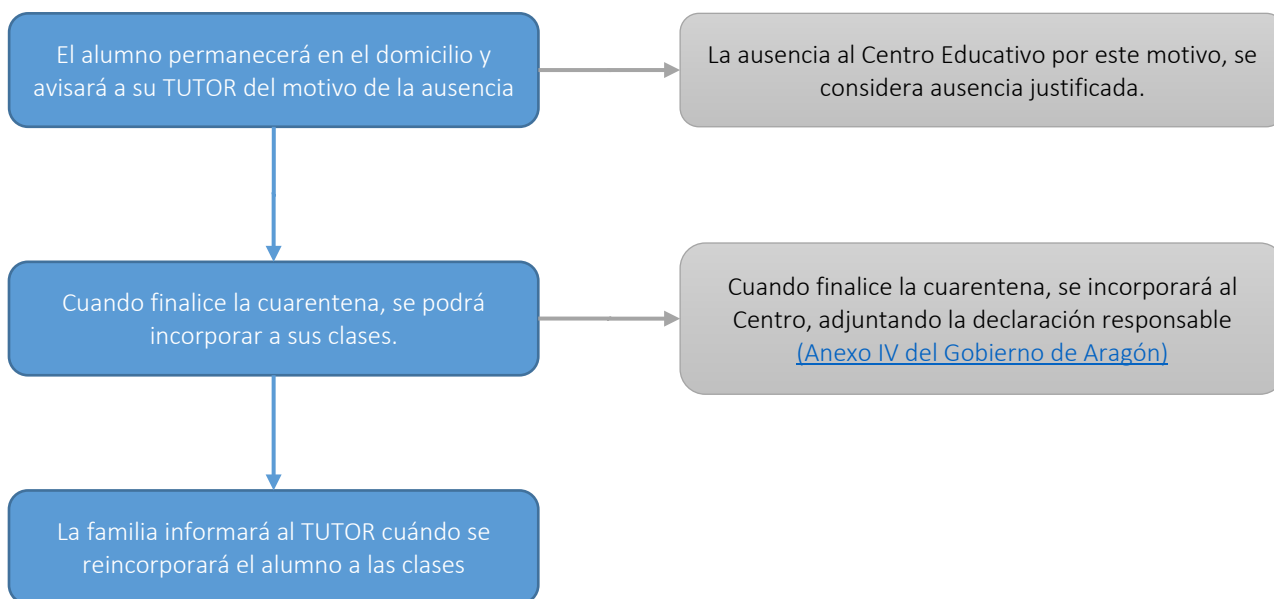 El alumno permanecerá en el domicilio y
avisará a su TUTOR del motivo de la ausencia
La ausencia al Centro Educativo por este motivo, se
considera ausencia justificada.
Cuando finalice la cuarentena, se podrá
incorporar a sus clases.
Cuando finalice la cuarentena, se incorporará al
Centro, adjuntando la declaración responsable
(Anexo IV del Gobierno de Aragón)
La familia informará al TUTOR cuándo se
reincorporará el alumno a las clases